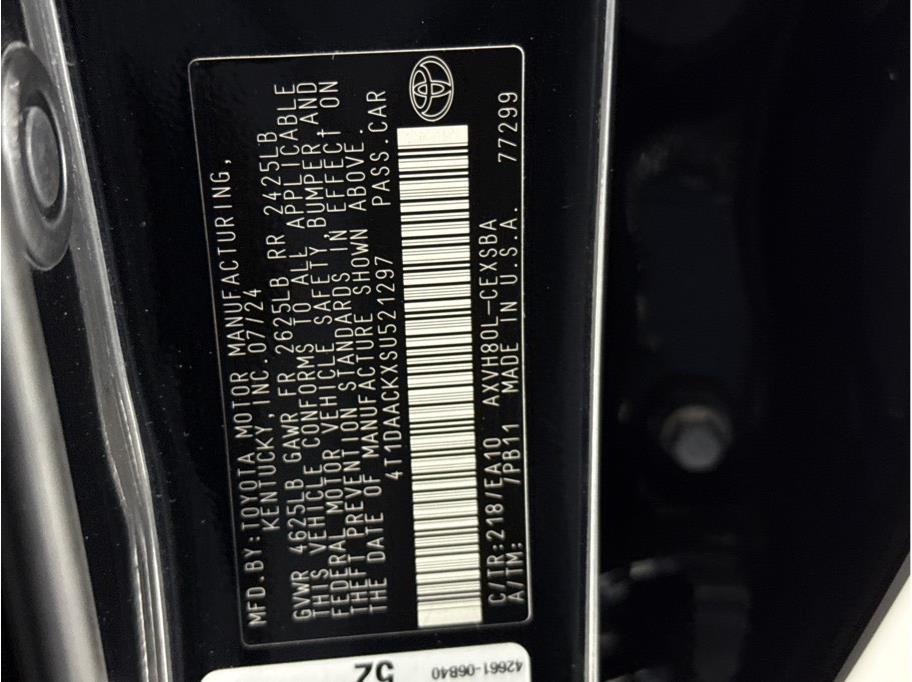 MFD.BY:TOYOTA MOTOR MANUFACTURING,
KENTUCKY, INC.07/24
GVWR 4625LB GAWR FR 2625LB RR 2425LB
THIS VEHICLE CONFORMS TO ALL APPLICABLE
FEDERAL MOTOR VEHICLE SAFETY,BUMPER,AND
THEFT PREVENTION STANDARDS IN EFFECT ON
THE DATE OF MANUFACTURE SHOWN ABOVE.
4T1DAACKXSU521297 PASS.CAR
C/TR:218/EA10 AXVH80L-CEXSBA 77299
A/TM: /PB11 MADE IN U.S.A.
42661-06B40
52